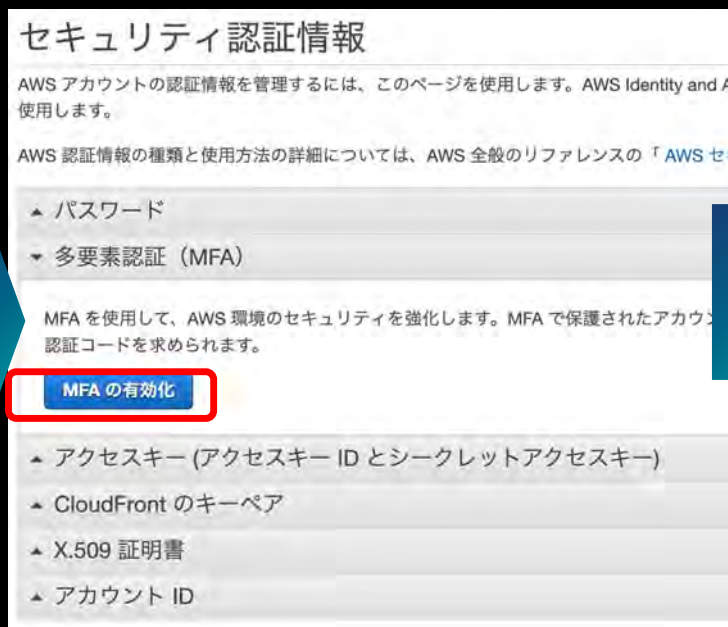 セキュリティ認証情報
AWS アカウントの認証情報を管理するには、このページを使用します。AWS Identity and
使用します。
AWS 認証情報の種類と使用方法の詳細については、AWS 全般のリファレンスの「 AWS セ
パスワード
多要素認証（MFA）
MFA を使用して、AWS 環境のセキュリティを強化します。MFA で保護されたアカウン
認証コードを求められます。
MFA の有効化
アクセスキー (アクセスキー ID とシークレットアクセスキー)
CloudFront のキーペア
X.509 証明書
アカウント ID